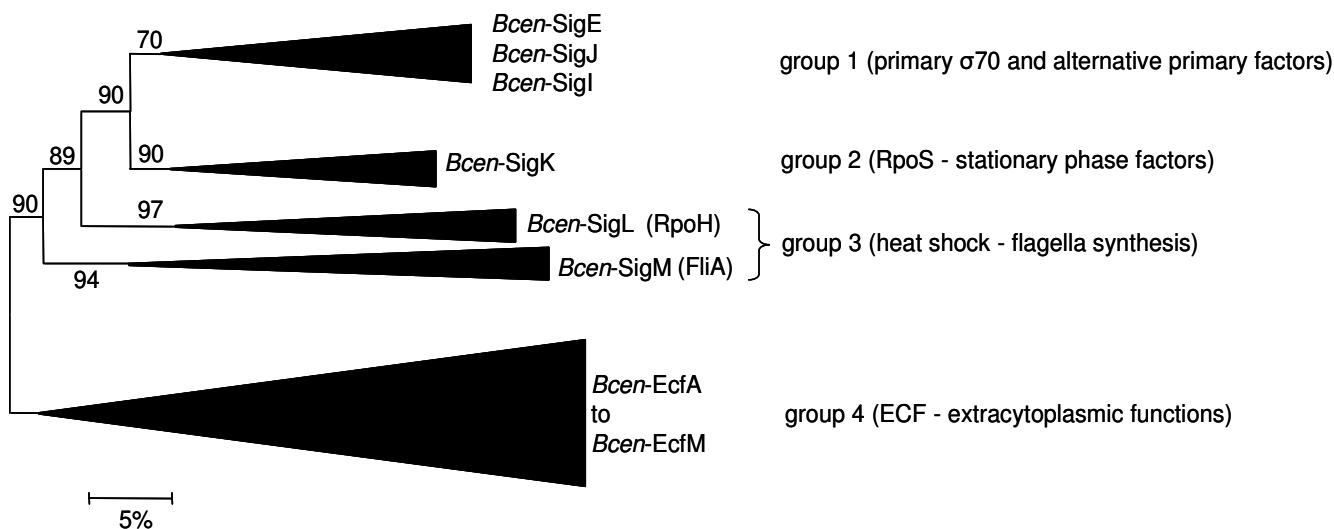 70
Bcen-SigE
Bcen-SigJ
Bcen-SigI
group 1 (primary σ70 and alternative primary factors)
90
89
90
Bcen-SigK
group 2 (RpoS - stationary phase factors)
90
97
Bcen-SigL (RpoH)
group 3 (heat shock - flagella synthesis)
94
Bcen-SigM (FliA)
Bcen-EcfA
to
Bcen-EcfM
group 4 (ECF - extracytoplasmic functions)
5%